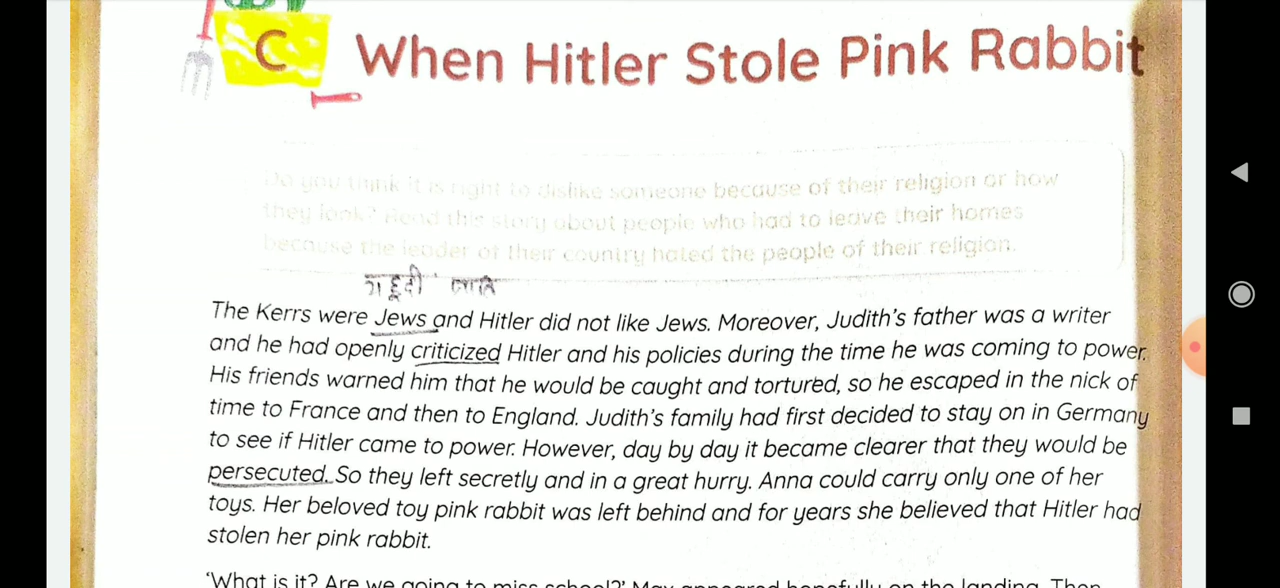 C When Hitler Stole Pink Rabbit
Do you think it is right to dislike someone because of their religion or how
they look? Read this story about people who had to leave their homes
because the leader of their country hated the people of their religion.
The Kerrs were Jews and Hitler did not like Jews. Moreover, Judith's father was a writer
and he had openly criticized Hitler and his policies during the time he was coming to power.
His friends warned him that he would be caught and tortured, so he escaped in the nick of
time to France and then to England. Judith's family had first decided to stay on in Germany
to see if Hitler came to power. However, day by day it became clearer that they would be
persecuted. So they left secretly and in a great hurry. Anna could carry only one of her
toys. Her beloved toy pink rabbit was left behind and for years she believed that Hitler had
stolen her pink rabbit.
'What is it? Are we going to miss school?' Max appeared hopefully on the landing. Then